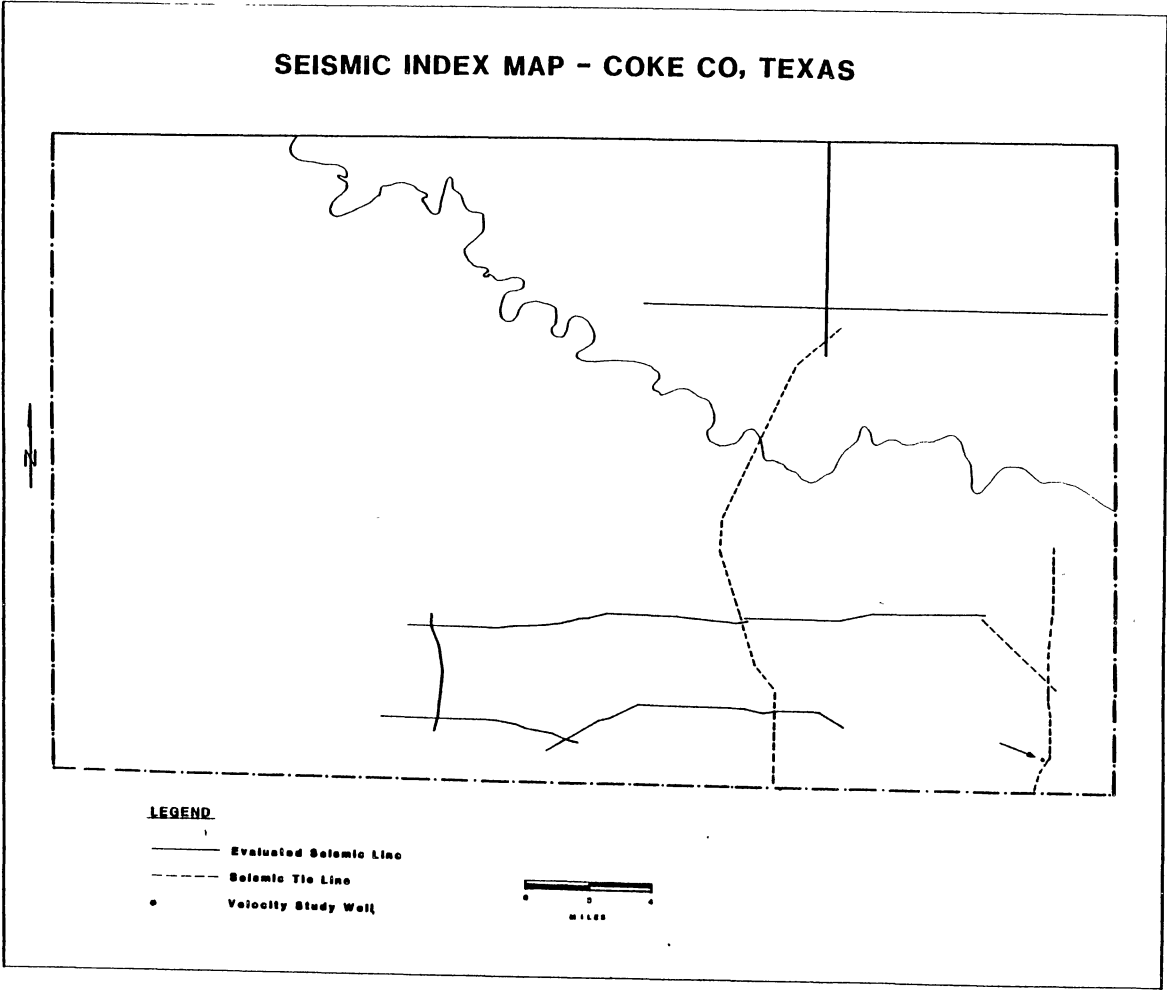 SEISMIC INDEX MAP - COKE CO, TEXAS
N
LEGEND
Evaluated Seismic Line
Seismic Tie Line
Velocity Study Well
0 4
MILES